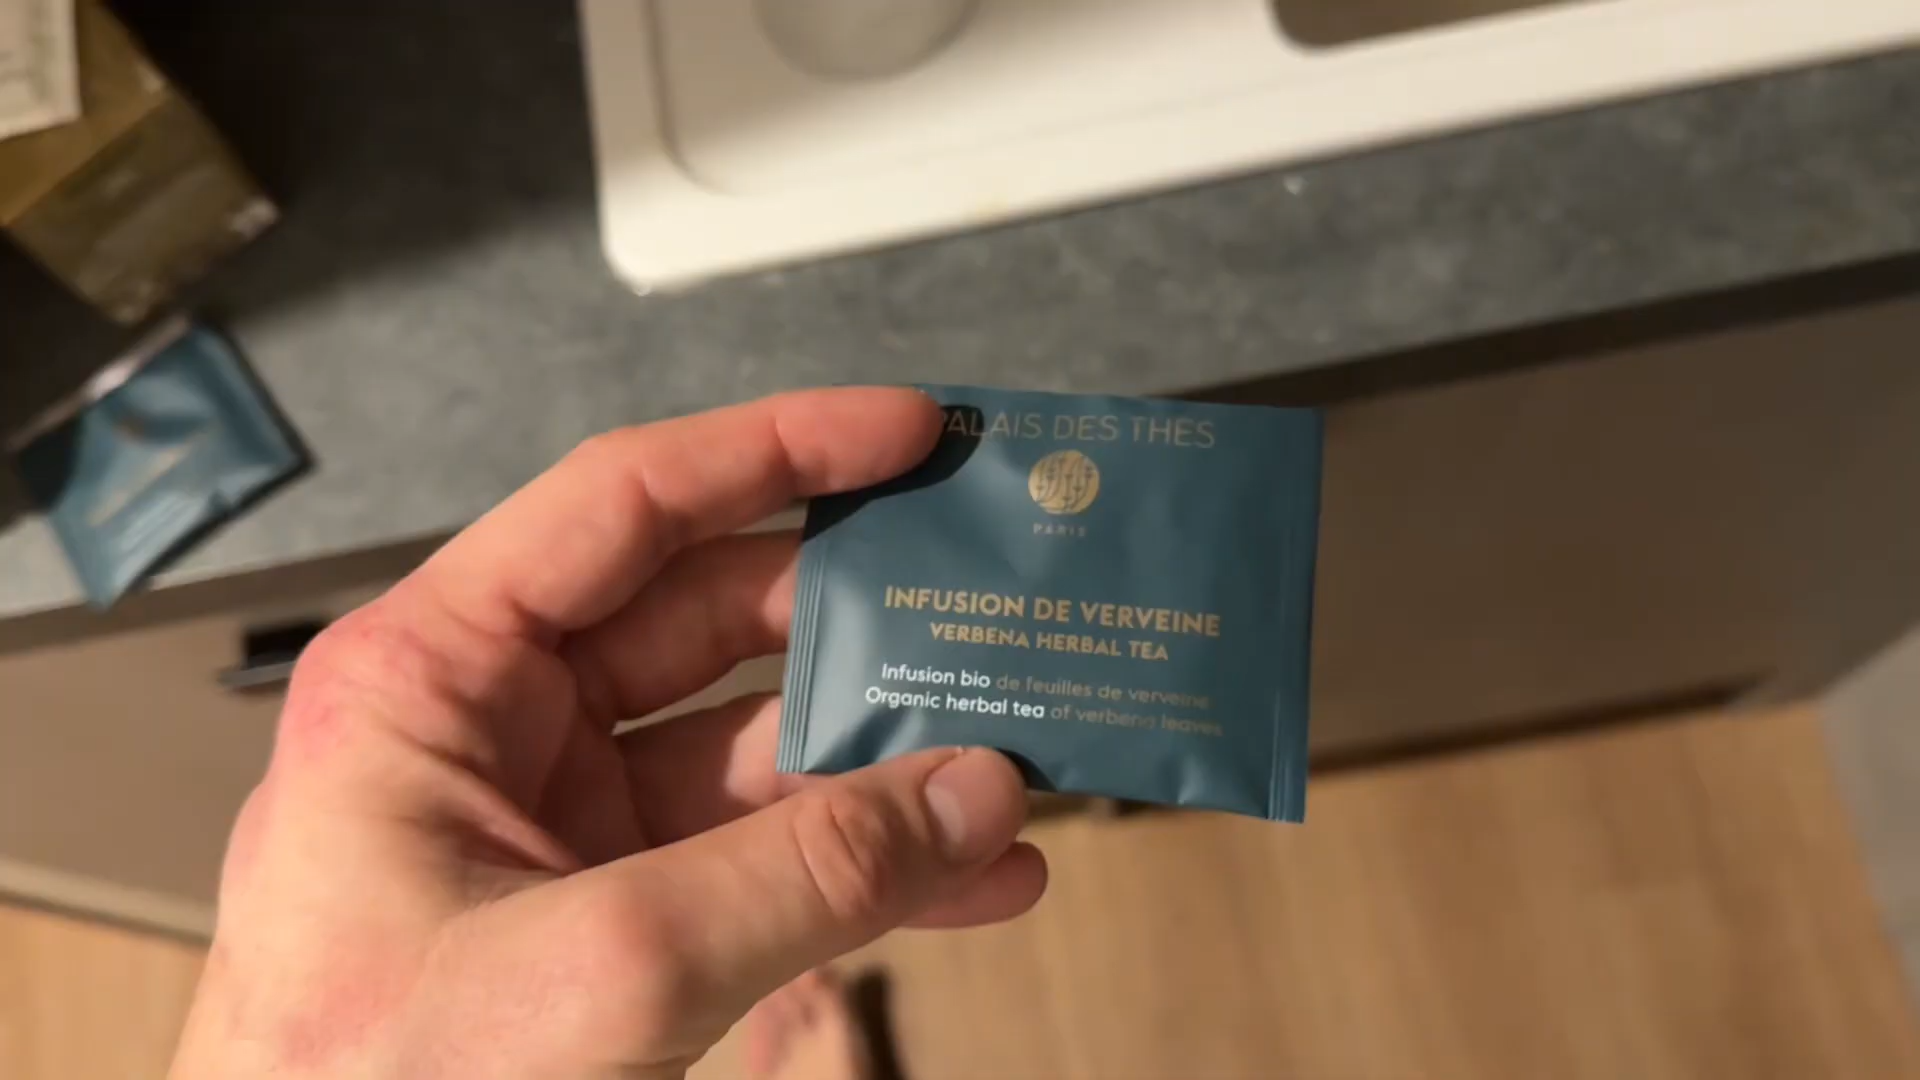 PALAIS DES THES
PARIS
INFUSION DE VERVEINE
VERBENA HERBAL TEA
Infusion bio de feuilles de verveine
Organic herbal tea of verbena leaves